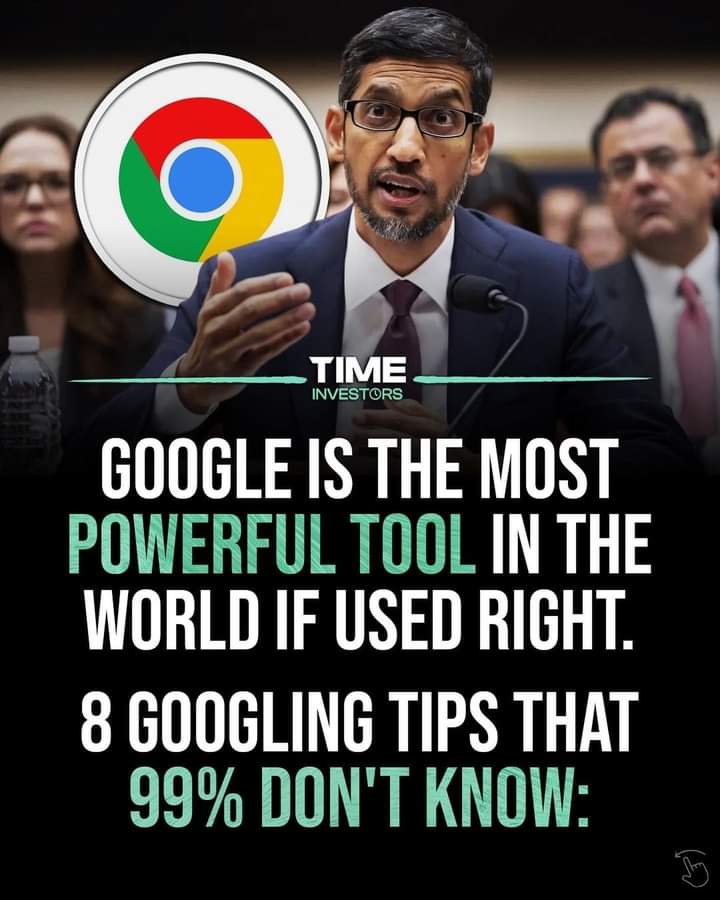 TIME
INVESTORS
GOOGLE IS THE MOST
POWERFUL TOOL IN THE
WORLD IF USED RIGHT.
8 GOOGLING TIPS THAT
99% DON'T KNOW: